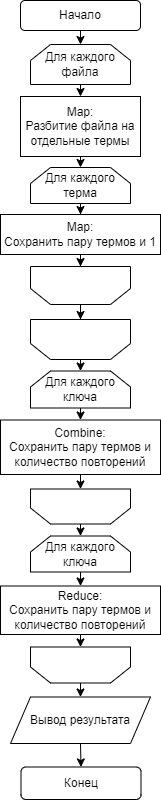 Начало
Для каждого
файла
Map:
Разбитие файла на
отдельные термы
Для каждого
терма
Map:
Сохранить пару термов и 1
Для каждого
ключа
Combine:
Сохранить пару термов и
количество повторений
Для каждого
ключа
Reduce:
Сохранить пару термов и
количество повторений
Вывод результата
Конец